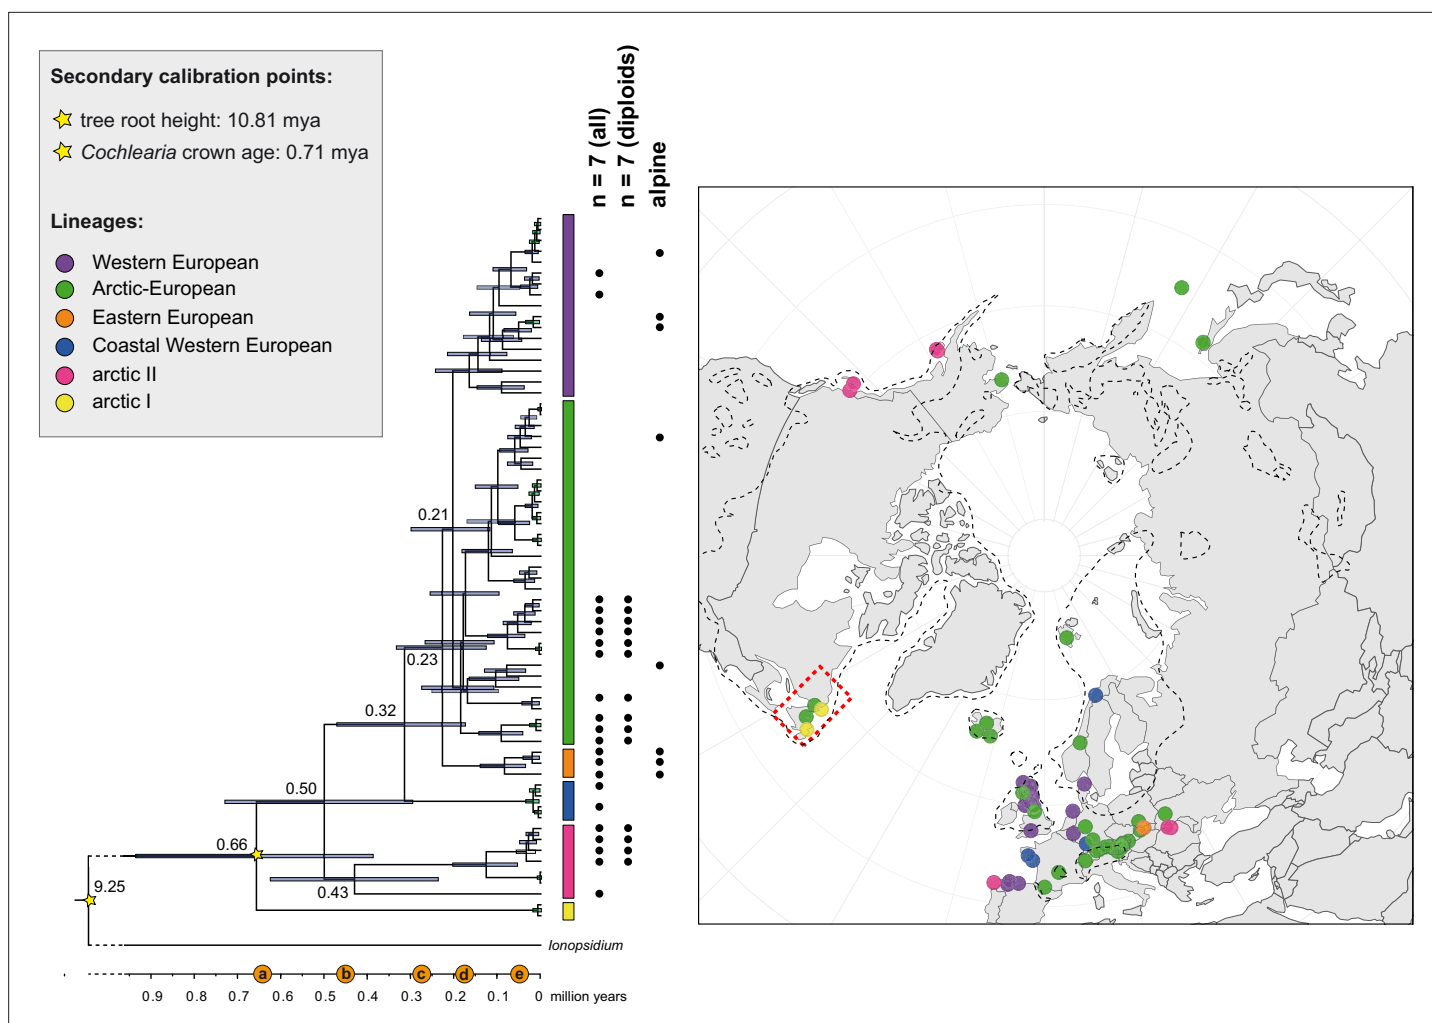 Secondary calibration points:
tree root height: 10.81 mya
Cochlearia crown age: 0.71 mya
Lineages:
Western European
Arctic-European
Eastern European
Coastal Western European
arctic II
arctic I
n = 7 (all)
n = 7 (diploids)
alpine
0.21
0.23
0.32
0.50
0.66
0.43
9.25
Ionopsidium
a
b
c
d
e
0.9
0.8
0.7
0.6
0.5
0.4
0.3
0.2
0.1
0
million years